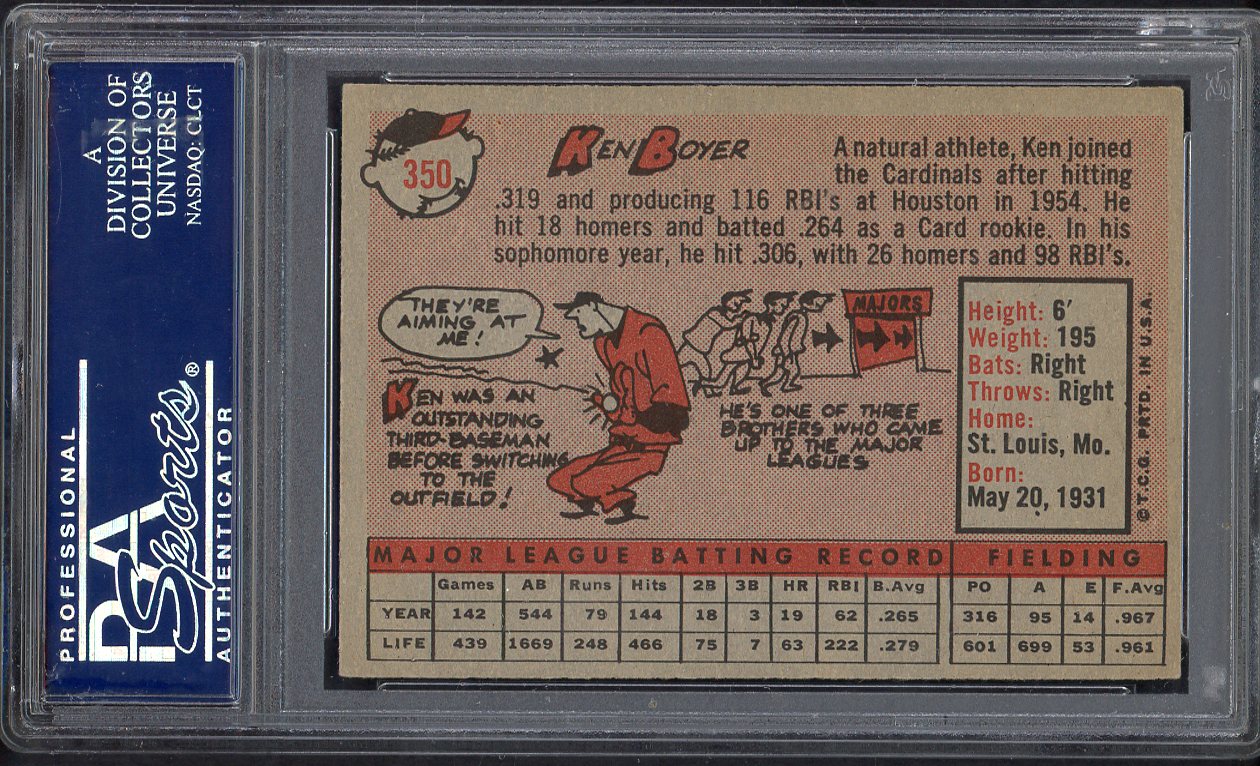 A
DIVISION OF
COLLECTORS
UNIVERSE
NASDAQ: CLCT
PROFESSIONAL
PSA
Sports®
AUTHENTICATOR
350
KEN BOYER
A natural athlete, Ken joined
the Cardinals after hitting
.319 and producing 116 RBI's at Houston in 1954. He
hit 18 homers and batted .264 as a Card rookie. In his
sophomore year, he hit .306, with 26 homers and 98 RBI's.
THEY'RE
AIMING AT
ME!
KEN WAS AN
OUTSTANDING
THIRD-BASEMAN
BEFORE SWITCHING
TO THE
OUTFIELD!
MAJORS
HE'S ONE OF THREE
BROTHERS WHO CAME
UP TO THE MAJOR
LEAGUES
Height: 6'
Weight: 195
Bats: Right
Throws: Right
Home:
St. Louis, Mo.
Born:
May 20, 1931
© T.C.G. PRTD. IN U.S.A.
MAJOR LEAGUE BATTING RECORD FIELDING
Games AB Runs Hits 2B 3B HR RBI B.Avg PO A E F.Avg
YEAR 142 544 79 144 18 3 19 62 .265 316 95 14 .967
LIFE 439 1669 248 466 75 7 63 222 .279 601 699 53 .961